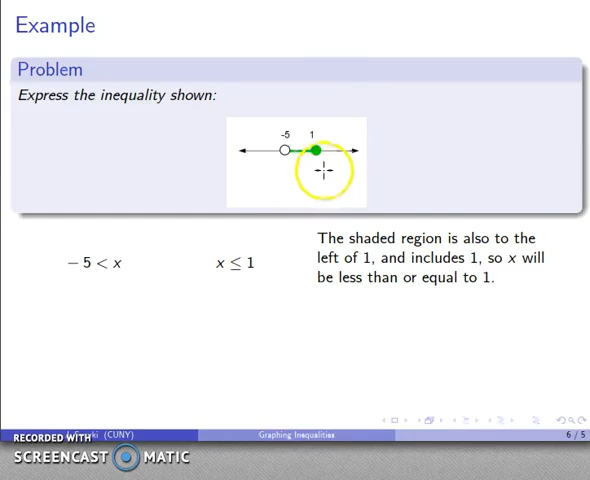 Example
Problem
Express the inequality shown:
-5 1
The shaded region is also to the
− 5 < x x ≤ 1 left of 1, and includes 1, so x will
be less than or equal to 1.
(CUNY) Graphing Inequalities 6 / 5
RECORDED WITH
SCREENCAST MATIC